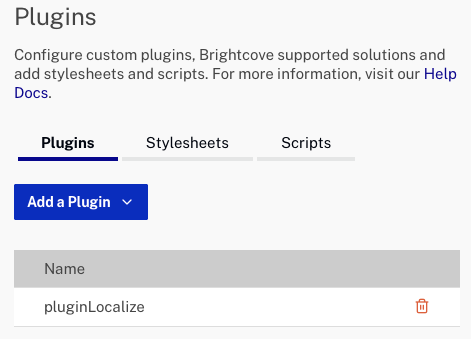 Plugins
Configure custom plugins, Brightcove supported solutions and
add stylesheets and scripts. For more information, visit our Help
Docs.
Plugins Stylesheets Scripts
Add a Plugin
Name
pluginLocalize